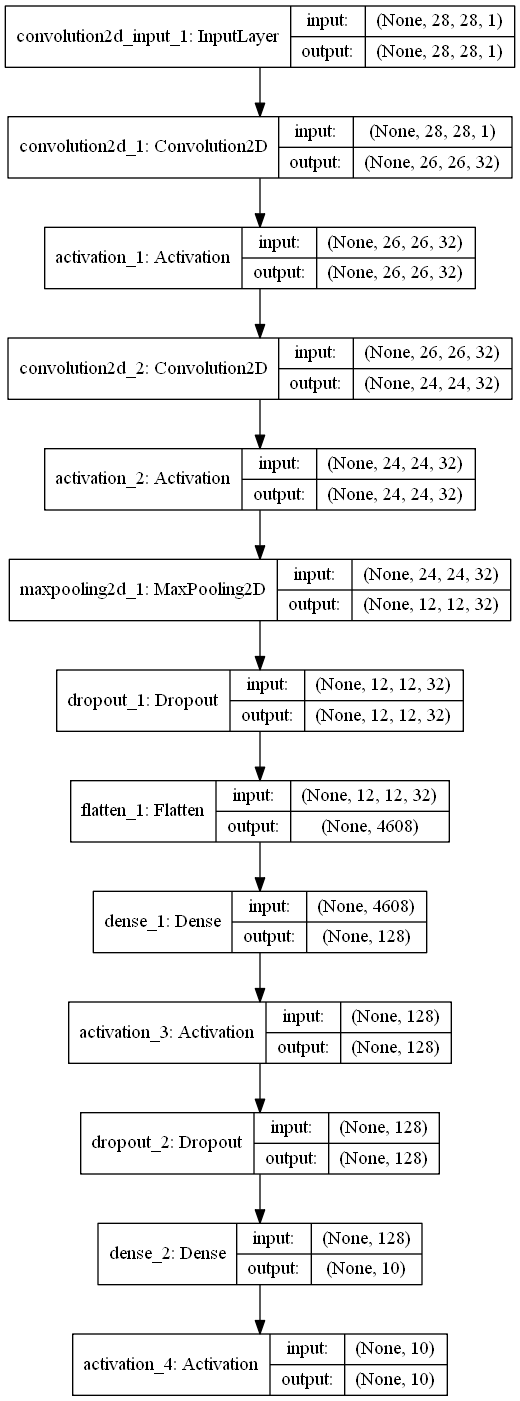 convolution2d_input_1: InputLayer
input:
(None, 28, 28, 1)
output:
(None, 28, 28, 1)
convolution2d_1: Convolution2D
input:
(None, 28, 28, 1)
output:
(None, 26, 26, 32)
activation_1: Activation
input:
(None, 26, 26, 32)
output:
(None, 26, 26, 32)
convolution2d_2: Convolution2D
input:
(None, 26, 26, 32)
output:
(None, 24, 24, 32)
activation_2: Activation
input:
(None, 24, 24, 32)
output:
(None, 24, 24, 32)
maxpooling2d_1: MaxPooling2D
input:
(None, 24, 24, 32)
output:
(None, 12, 12, 32)
dropout_1: Dropout
input:
(None, 12, 12, 32)
output:
(None, 12, 12, 32)
flatten_1: Flatten
input:
(None, 12, 12, 32)
output:
(None, 4608)
dense_1: Dense
input:
(None, 4608)
output:
(None, 128)
activation_3: Activation
input:
(None, 128)
output:
(None, 128)
dropout_2: Dropout
input:
(None, 128)
output:
(None, 128)
dense_2: Dense
input:
(None, 128)
output:
(None, 10)
activation_4: Activation
input:
(None, 10)
output:
(None, 10)